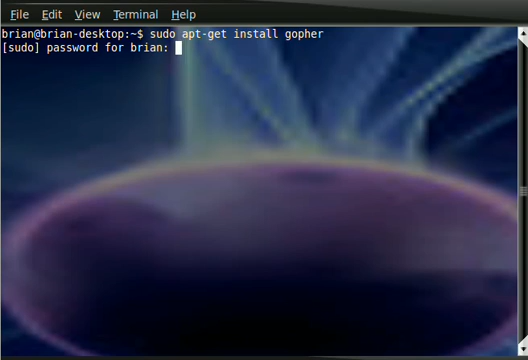 File Edit View Terminal Help
brian@brian-desktop:~$ sudo apt-get install gopher
[sudo] password for brian: